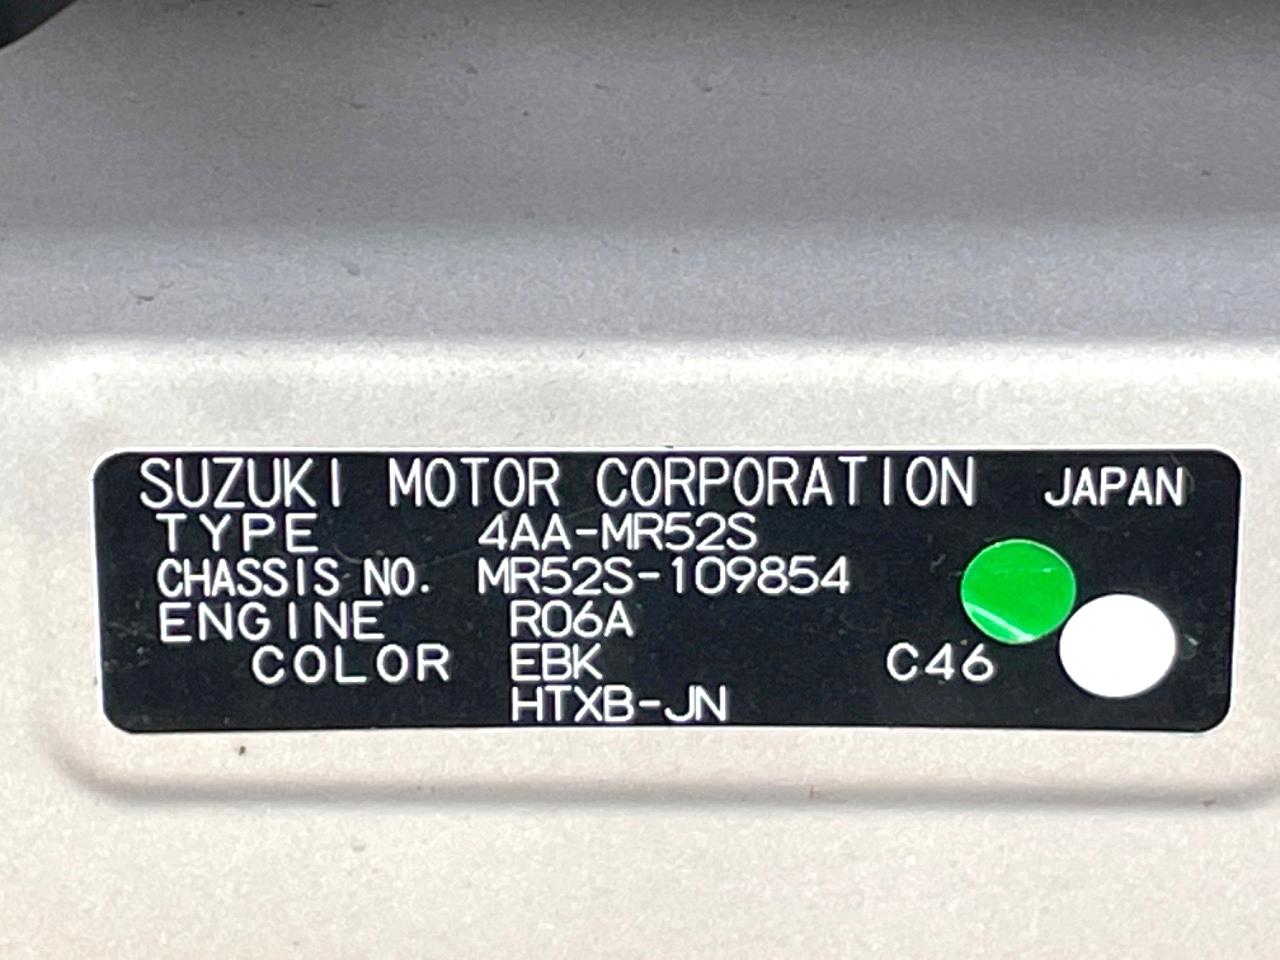 SUZUKI MOTOR CORPORATION JAPAN
TYPE 4AA-MR52S
CHASSIS NO. MR52S-109854
ENGINE R06A
COLOR EBK C46
HTXB-JN